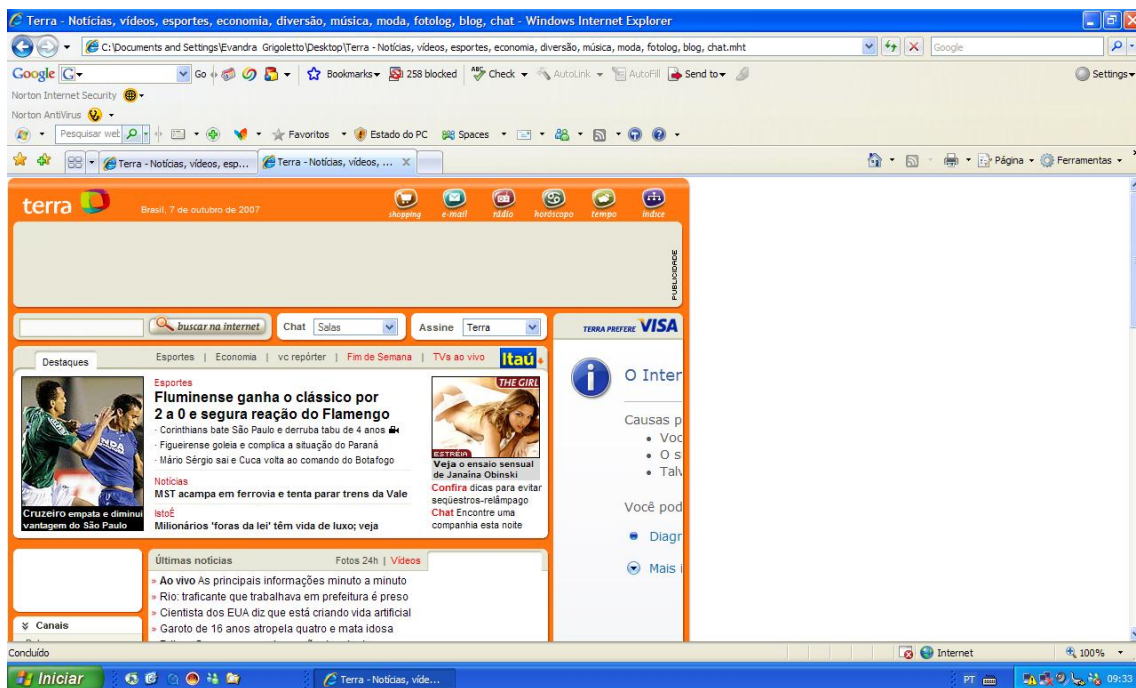 Terra - Notícias, vídeos, esportes, economia, diversão, música, moda, fotolog, blog, chat - Windows Internet Explorer
C:\Documents and Settings\Evandra Grigoletto\Desktop\Terra - Notícias, vídeos, esportes, economia, diversão, música, moda, fotolog, blog, chat.mht
Google
Google G Go Bookmarks 258 blocked ABC Check AutoLink AutoFill Send to Settings
Norton Internet Security
Norton AntiVirus
Pesquisar web Favoritos Estado do PC Spaces
Terra - Notícias, vídeos, esp... Terra - Notícias, vídeos, ... X Página Ferramentas
terra Brasil, 7 de outubro de 2007 shopping e-mail rádio horóscopo tempo índice
PUBLICIDADE
buscar na internet Chat Salas Assine Terra TERRA PREFERE VISA
Destaques Esportes | Economia | vc repórter | Fim de Semana | TVs ao vivo Itaú
Esportes
Fluminense ganha o clássico por
2 a 0 e segura reação do Flamengo
· Corinthians bate São Paulo e derruba tabu de 4 anos
· Figueirense goleia e complica a situação do Paraná
· Mário Sérgio sai e Cuca volta ao comando do Botafogo
Notícias
MST acampa em ferrovia e tenta parar trens da Vale
IstoÉ
Milionários 'foras da lei' têm vida de luxo; veja
Cruzeiro empata e diminui
vantagem do São Paulo
THE GIRL
ESTRÉIA
Veja o ensaio sensual
de Janaína Obinski
Confira dicas para evitar
seqüestros-relâmpago
Chat Encontre uma
companhia esta noite
O Inter
Causas p
Voc
O s
Talv
Você pod
Diagr
Mais i
Últimas notícias Fotos 24h | Vídeos
» Ao vivo As principais informações minuto a minuto
» Rio: traficante que trabalhava em prefeitura é preso
» Cientista dos EUA diz que está criando vida artificial
» Garoto de 16 anos atropela quatro e mata idosa
Canais
Concluído Internet 100%
Iniciar Terra - Notícias, víde... PT 09:33